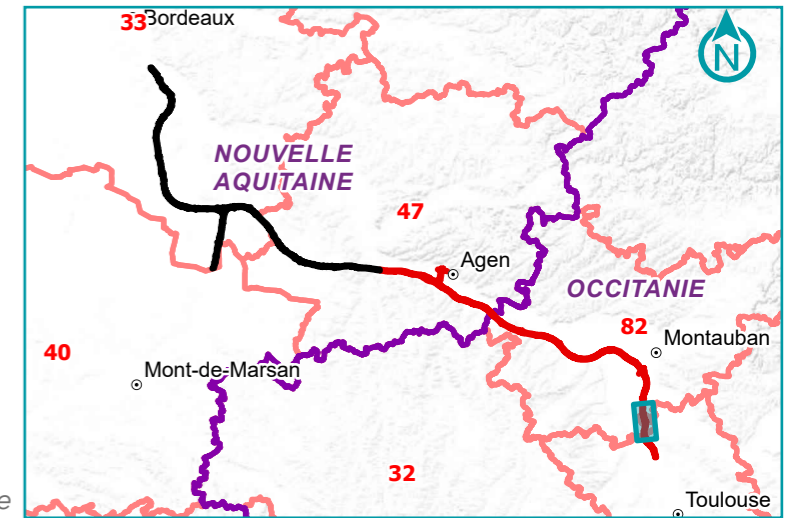 33
Bordeaux
N
NOUVELLE
AQUITAINE
47
Agen
OCCITANIE
82
Montauban
40
Mont-de-Marsan
32
e
Toulouse